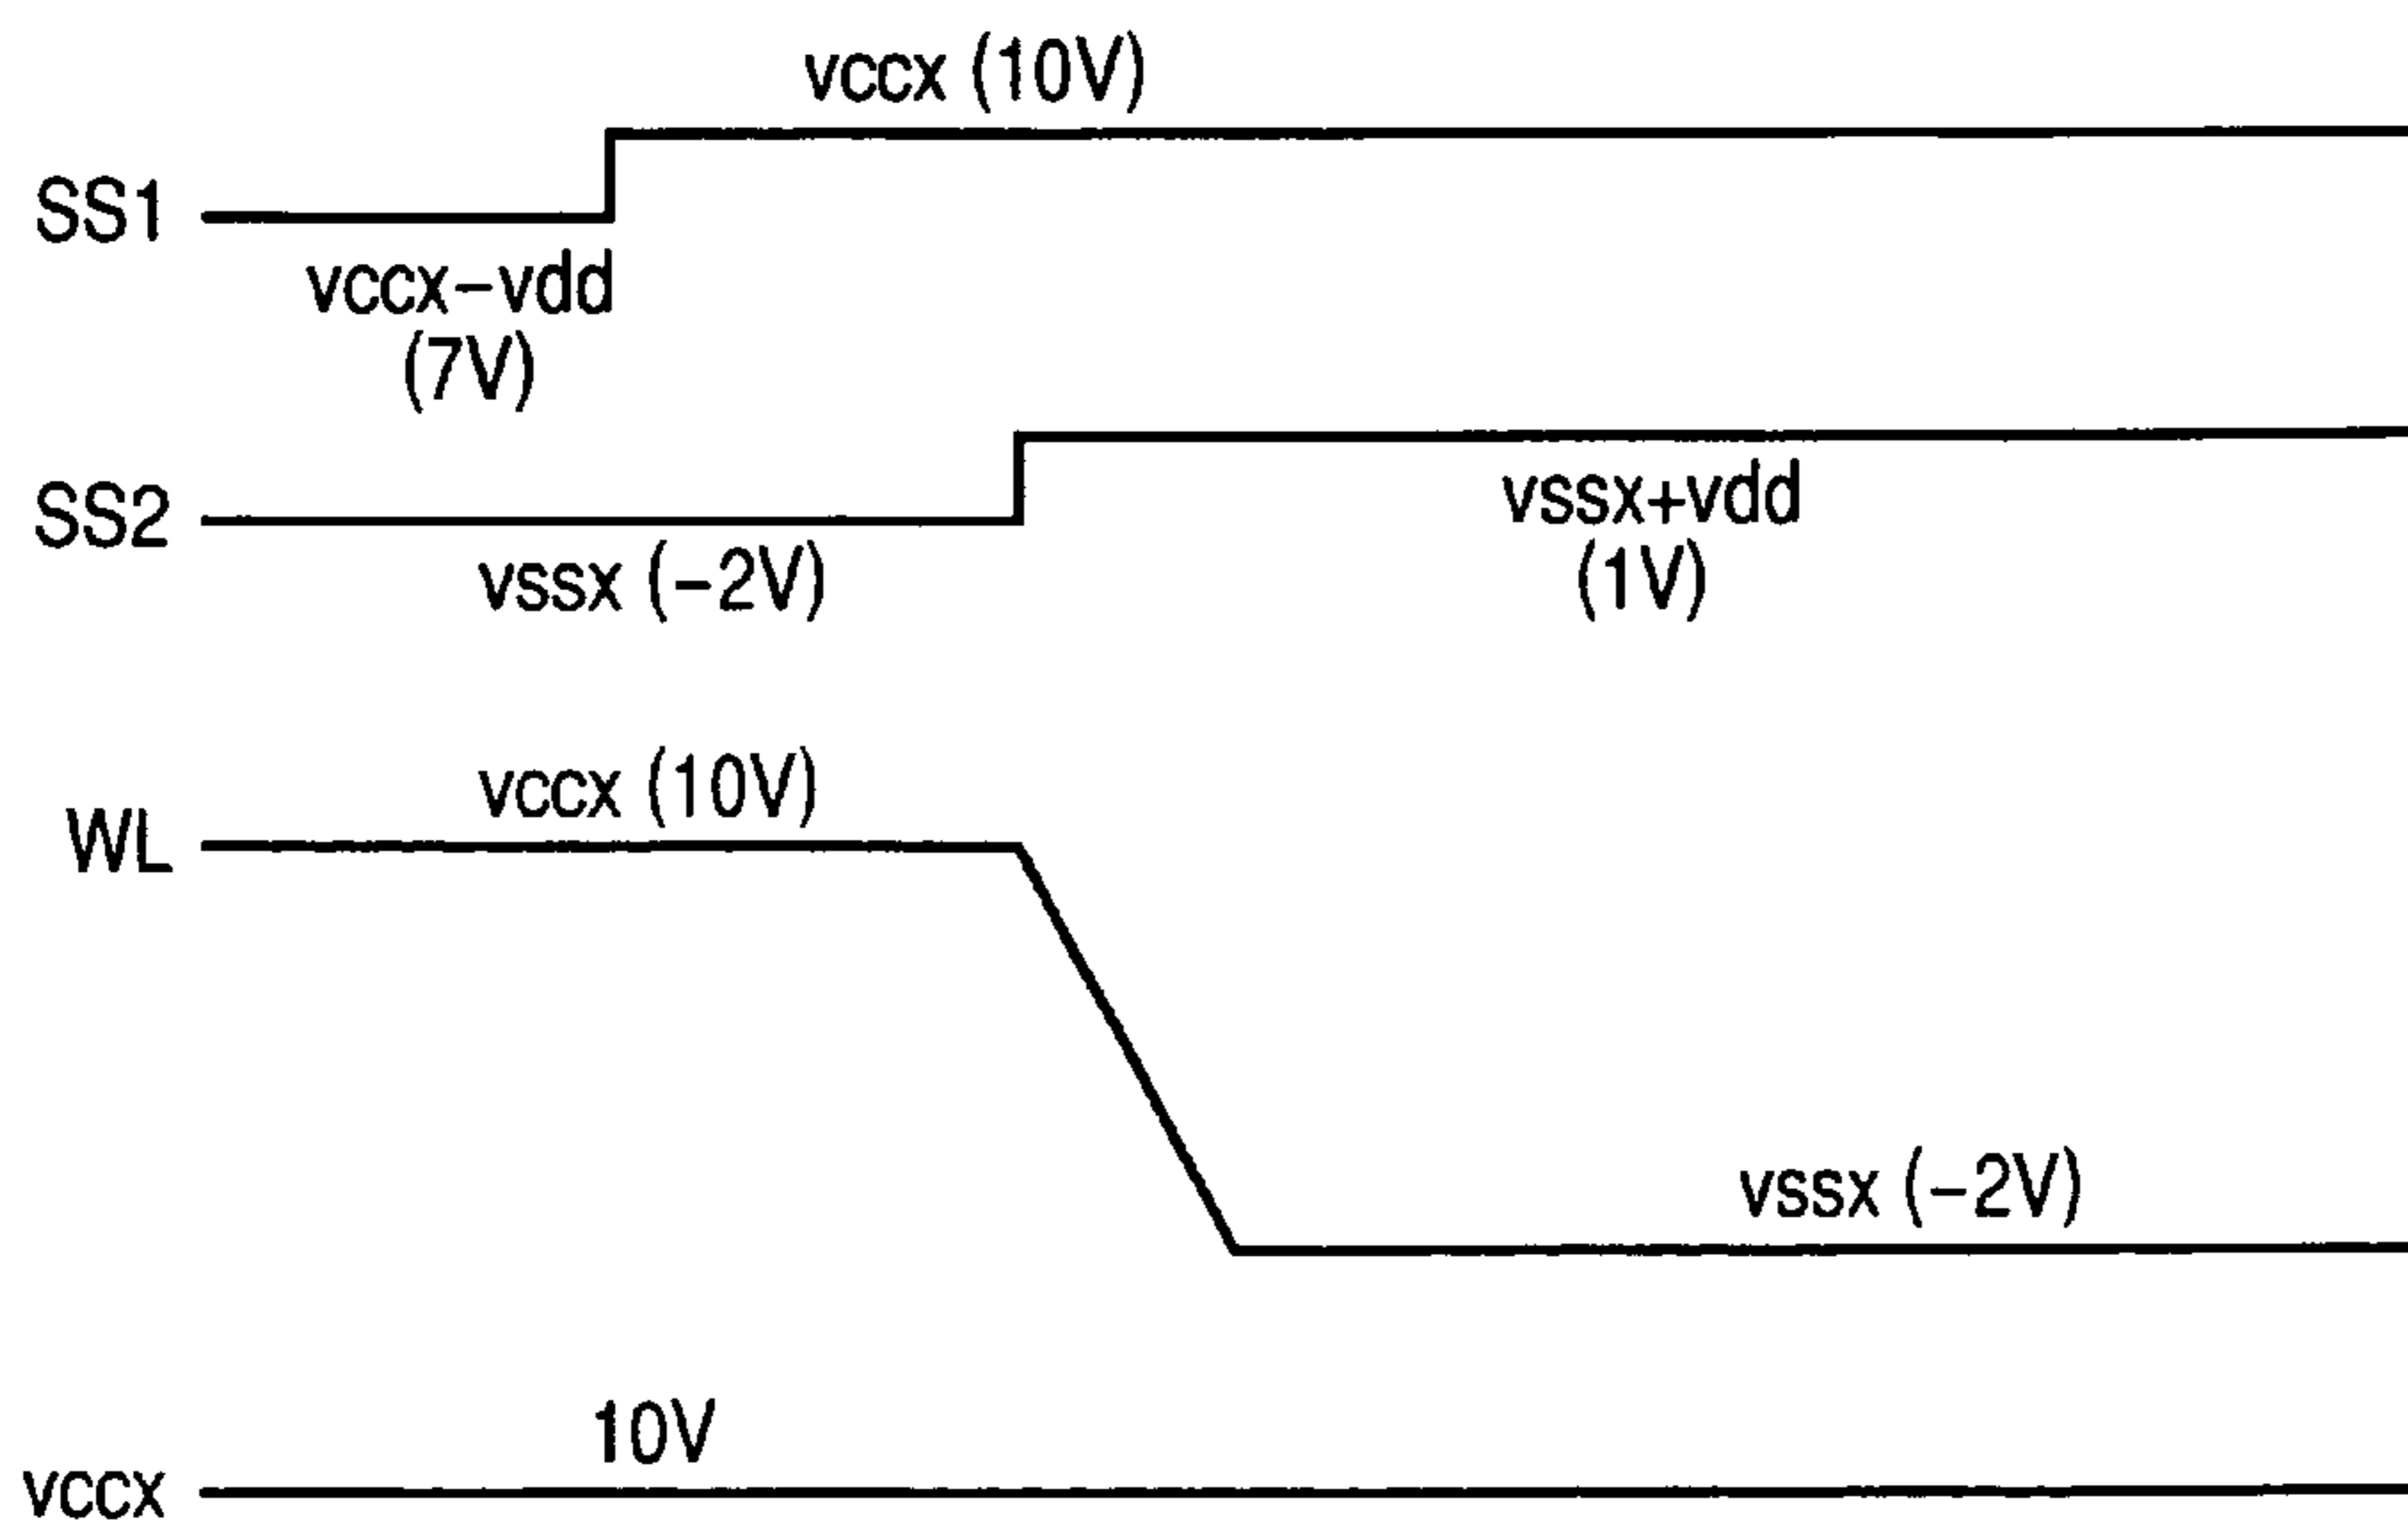 vccx (10V)
SS1
vccx−vdd
(7V)
SS2
vssx+vdd
(1V)
vssx (−2V)
vccx (10V)
WL
vssx (−2V)
10V
vccx